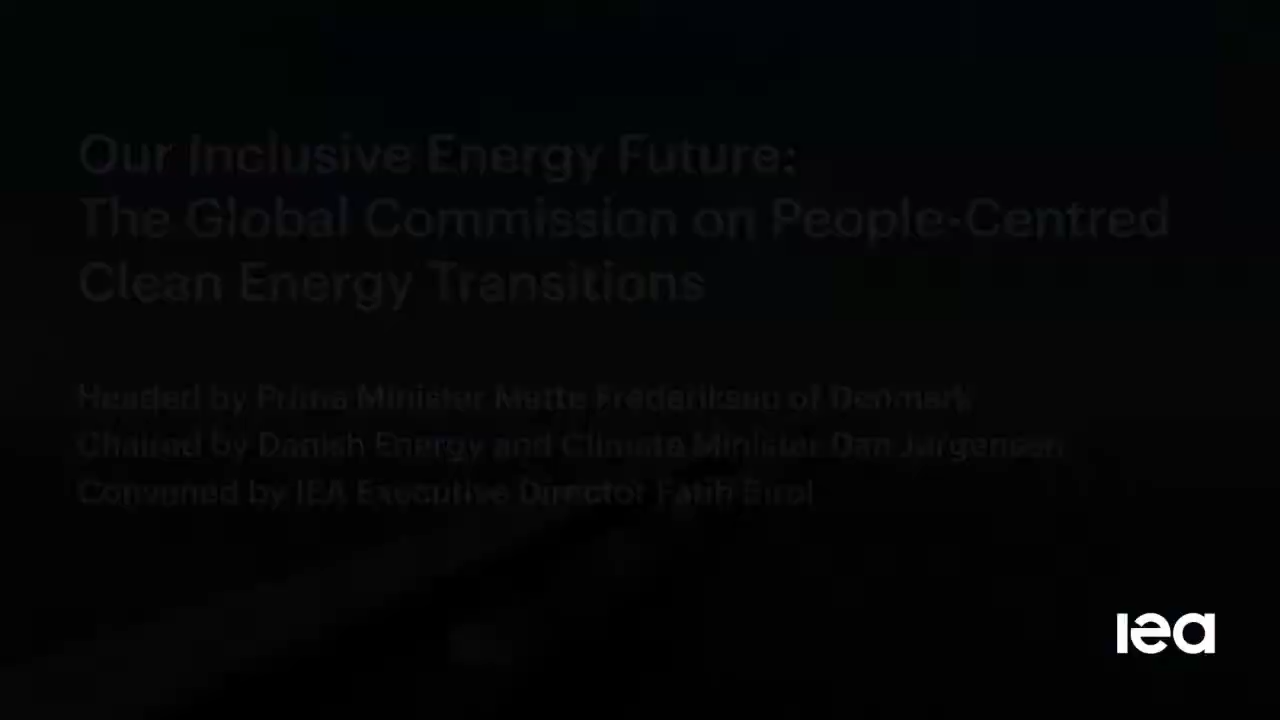 Our Inclusive Energy Future:
The Global Commission on People-Centred
Clean Energy Transitions
Headed by Prime Minister Mette Frederiksen of Denmark
Chaired by Danish Energy and Climate Minister Dan Jørgensen
Convened by IEA Executive Director Fatih Birol
iea